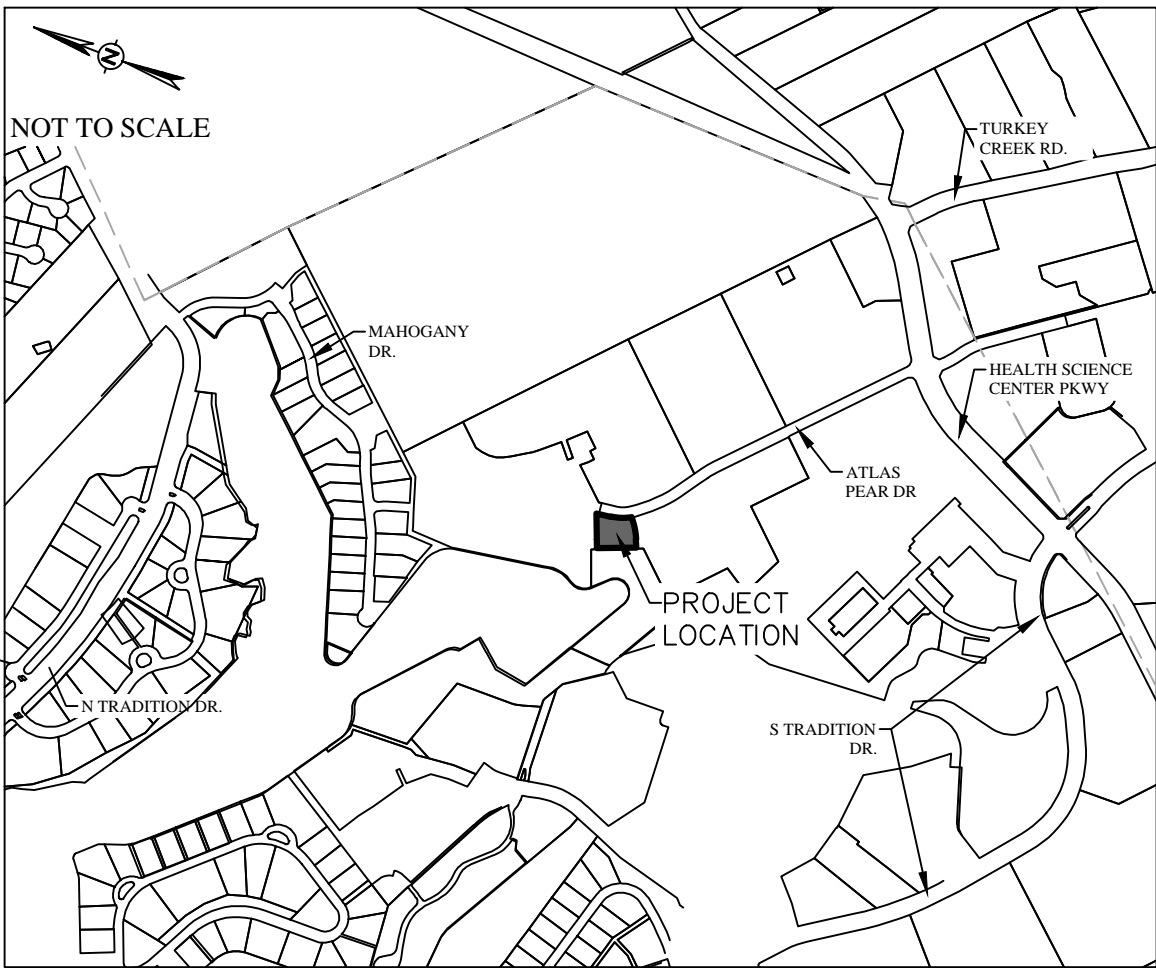 N
NOT TO SCALE
TURKEY
CREEK RD.
MAHOGANY
DR.
HEALTH SCIENCE
CENTER PKWY
ATLAS
PEAR DR
PROJECT
LOCATION
N TRADITION DR.
S TRADITION
DR.